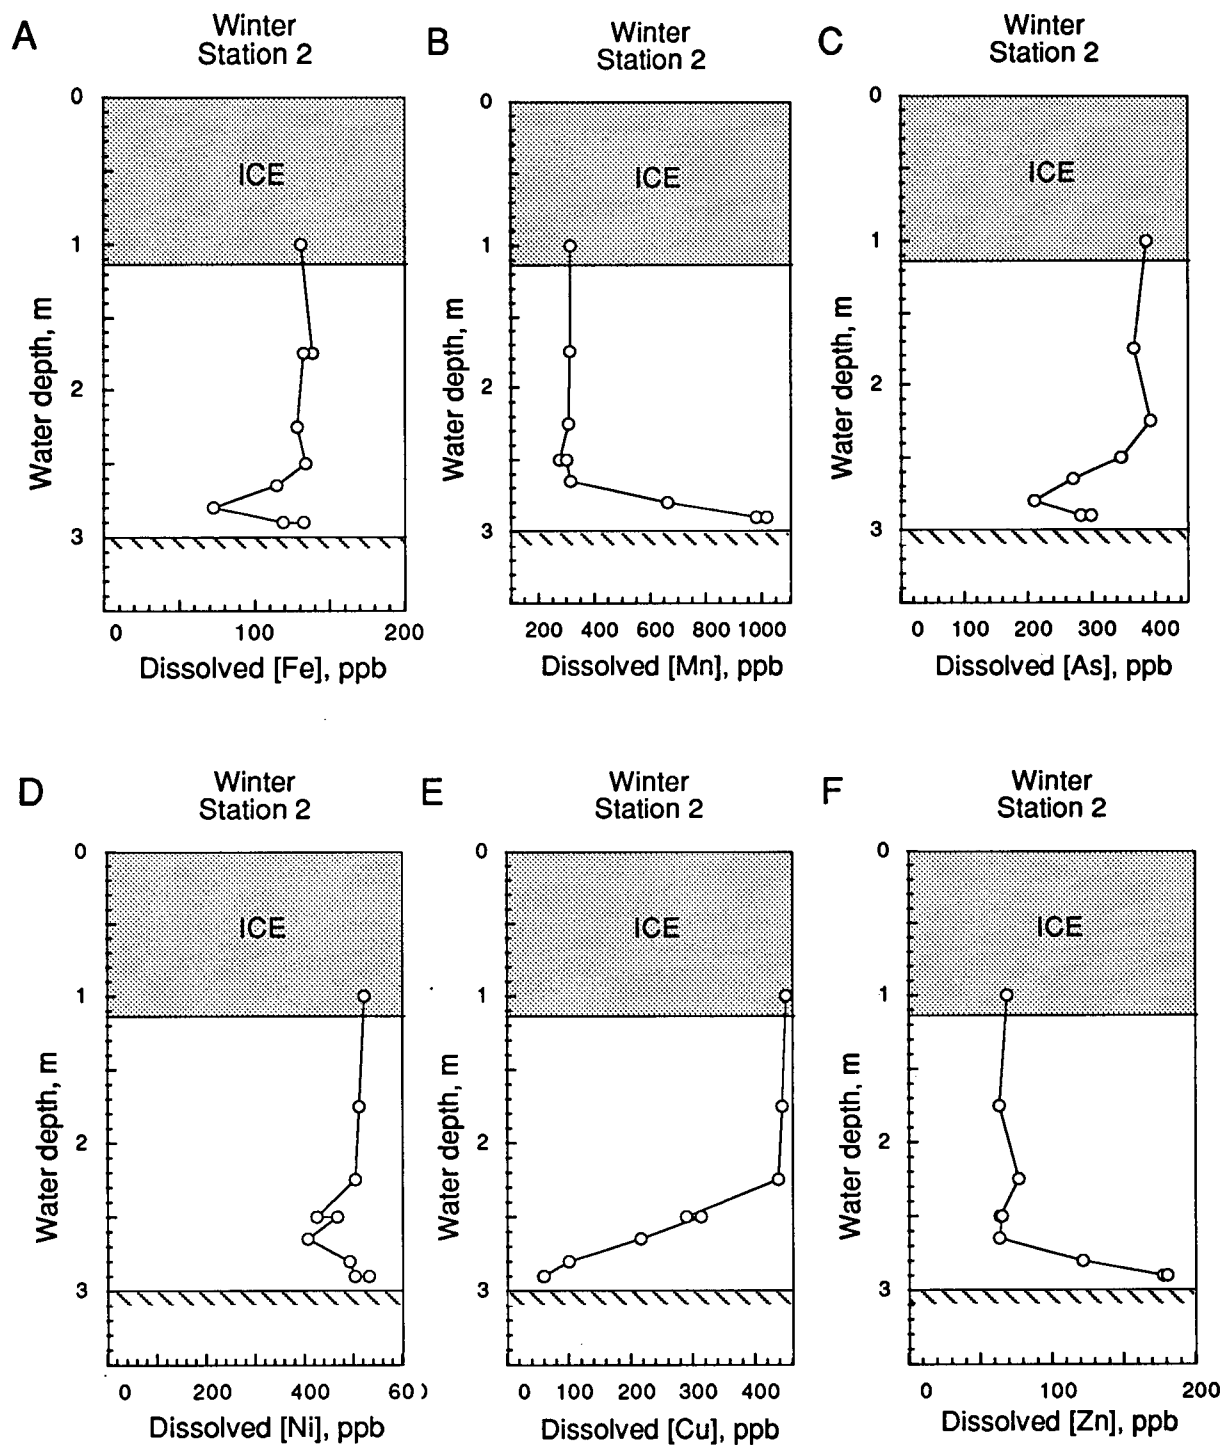 A
Winter
Station 2
0
ICE
1
2
3
Water depth, m
0 100 200
Dissolved [Fe], ppb
B
Winter
Station 2
0
ICE
1
2
3
Water depth, m
200 400 600 800 1000
Dissolved [Mn], ppb
C
Winter
Station 2
0
ICE
1
2
3
Water depth, m
0 100 200 300 400
Dissolved [As], ppb
D
Winter
Station 2
0
ICE
1
2
3
Water depth, m
0 200 400 60
Dissolved [Ni], ppb
E
Winter
Station 2
0
ICE
1
2
3
Water depth, m
0 100 200 300 400
Dissolved [Cu], ppb
F
Winter
Station 2
0
ICE
1
2
3
Water depth, m
0 100 200
Dissolved [Zn], ppb